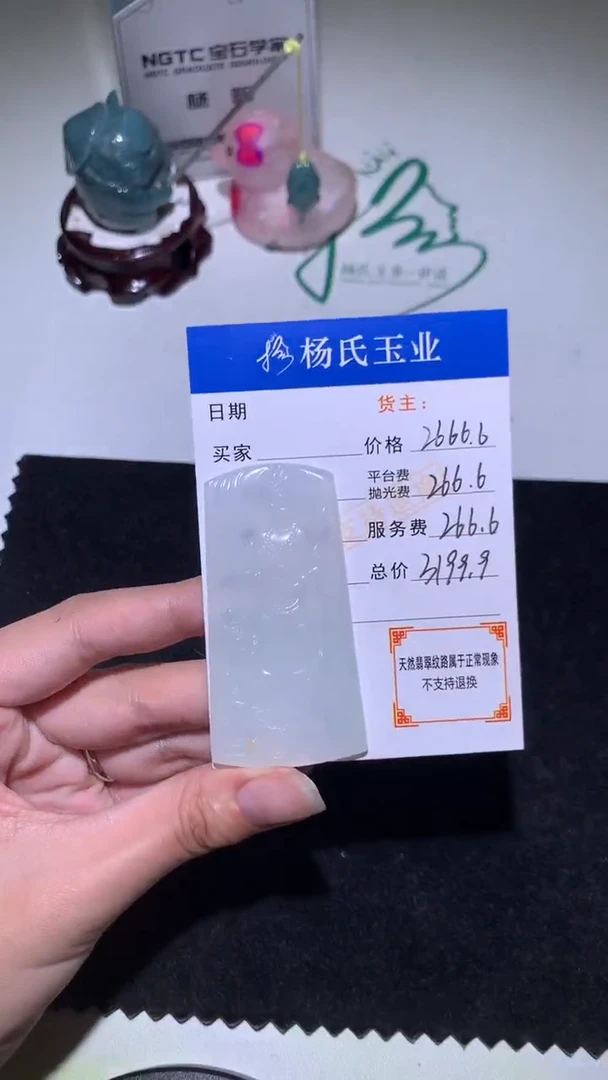 NGTC 宝石学家
杨氏玉业
日期
货主：
买家
价格 2666.6
平台费
抛光费 266.6
服务费 266.6
总价 3199.9
天然翡翠纹路属于正常现象
不支持退换